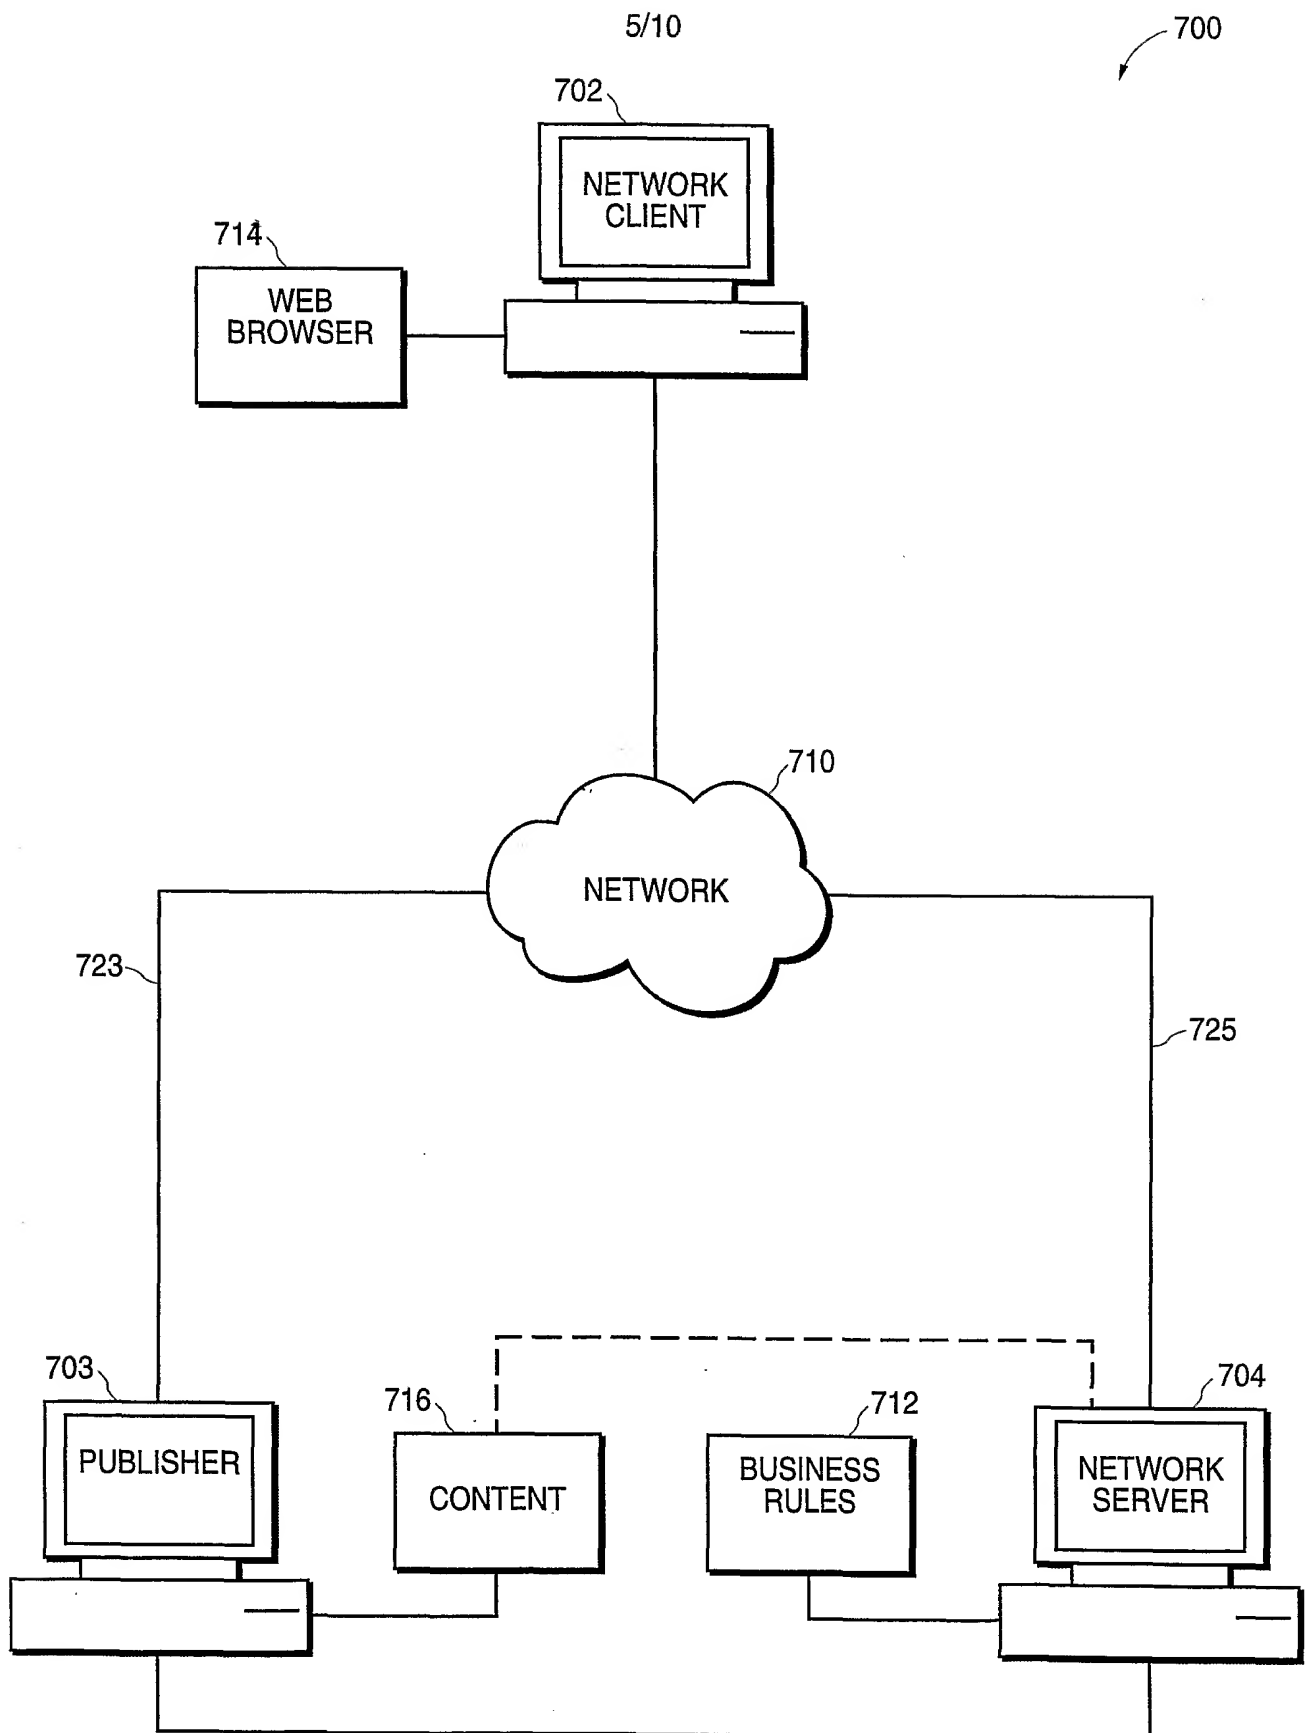 5/10
700
702
NETWORK
CLIENT
714
WEB
BROWSER
710
NETWORK
723
725
703
PUBLISHER
716
CONTENT
712
BUSINESS
RULES
704
NETWORK
SERVER